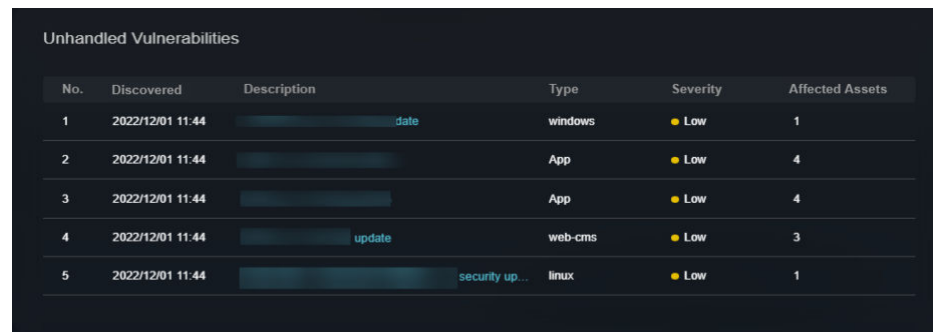 Unhandled Vulnerabilities
No. Discovered Description Type Severity Affected Assets
1 2022/12/01 11:44 date windows Low 1
2 2022/12/01 11:44 App Low 4
3 2022/12/01 11:44 App Low 4
4 2022/12/01 11:44 update web-cms Low 3
5 2022/12/01 11:44 security up... linux Low 1